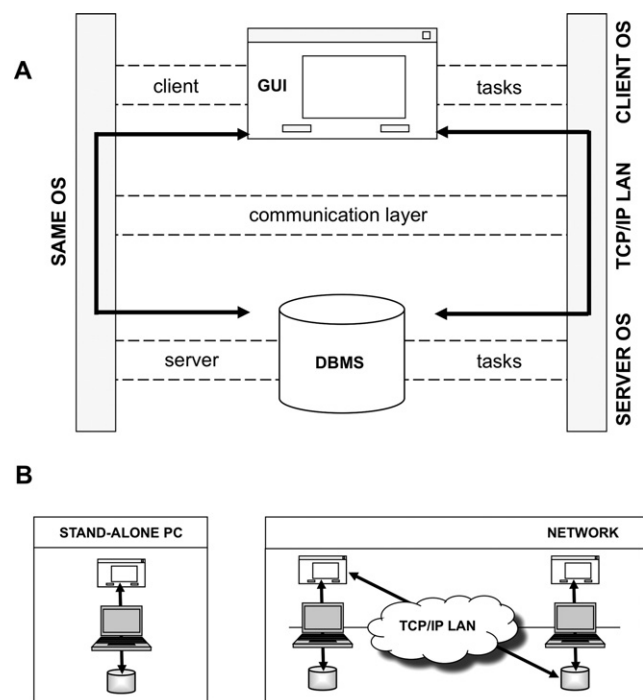 A
client
GUI
tasks
CLIENT OS
SAME OS
communication layer
TCP/IP LAN
server
DBMS
tasks
SERVER OS
B
STAND-ALONE PC
NETWORK
TCP/IP LAN